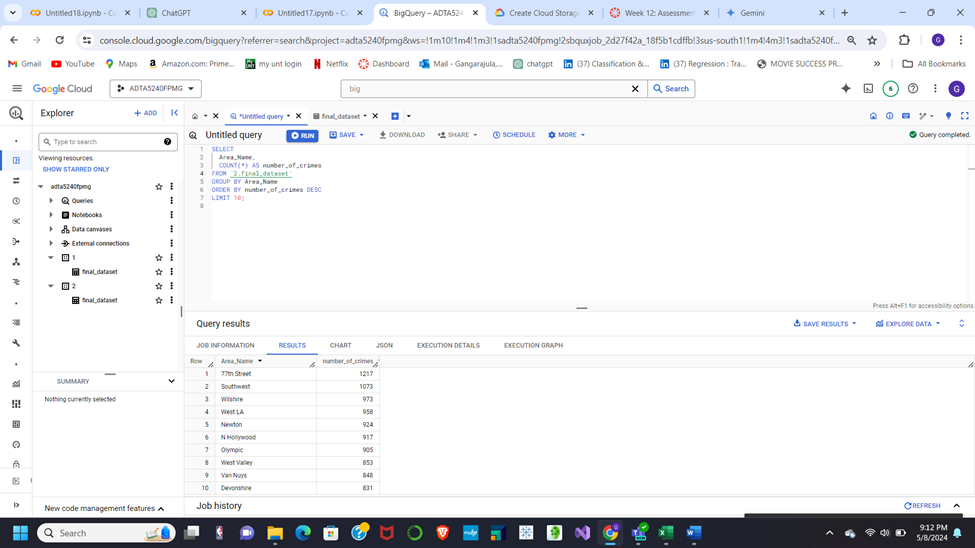 Untitled18.ipynb - Co
ChatGPT
Untitled17.ipynb - Co
BigQuery – ADTA52
Create Cloud Storag
Week 12: Assessmen
Gemini
console.cloud.google.com/bigquery?referrer=search&project=adta5240fpmg&ws=!1m10!1m4!1m3!1sadta5240fpmg!2sbquxjob_2d27f42a_18f5b1cdffb!3sus-south1!1m4!4m3!1sadta5240f...
Gmail
YouTube
Maps
Amazon.com: Prime...
my unt login
Netflix
Dashboard
Mail - Gangarajula,...
chatgpt
(37) Classification &...
(37) Regression : Tra...
MOVIE SUCCESS PR...
All Bookmarks
Google Cloud
ADTA5240FPMG
big
Search
6
G
Explorer
+ ADD
*Untitled query
final_dataset
Type to search
Viewing resources.
SHOW STARRED ONLY
adta5240fpmg
Queries
Notebooks
Data canvases
External connections
1
final_dataset
2
final_dataset
SUMMARY
Nothing currently selected
New code management features
Untitled query
RUN
SAVE
DOWNLOAD
SHARE
SCHEDULE
MORE
Query completed.
1 SELECT
2 Area_Name,
3 COUNT(*) AS number_of_crimes
4 FROM `2.final_dataset`
5 GROUP BY Area_Name
6 ORDER BY number_of_crimes DESC
7 LIMIT 10;
8
Press Alt+F1 for accessibility options.
Query results
SAVE RESULTS
EXPLORE DATA
JOB INFORMATION
RESULTS
CHART
JSON
EXECUTION DETAILS
EXECUTION GRAPH
Row Area_Name number_of_crimes
1 77th Street 1217
2 Southwest 1073
3 Wilshire 973
4 West LA 958
5 Newton 924
6 N Hollywood 917
7 Olympic 905
8 West Valley 853
9 Van Nuys 848
10 Devonshire 831
Job history
REFRESH
Search
9:12 PM
5/8/2024